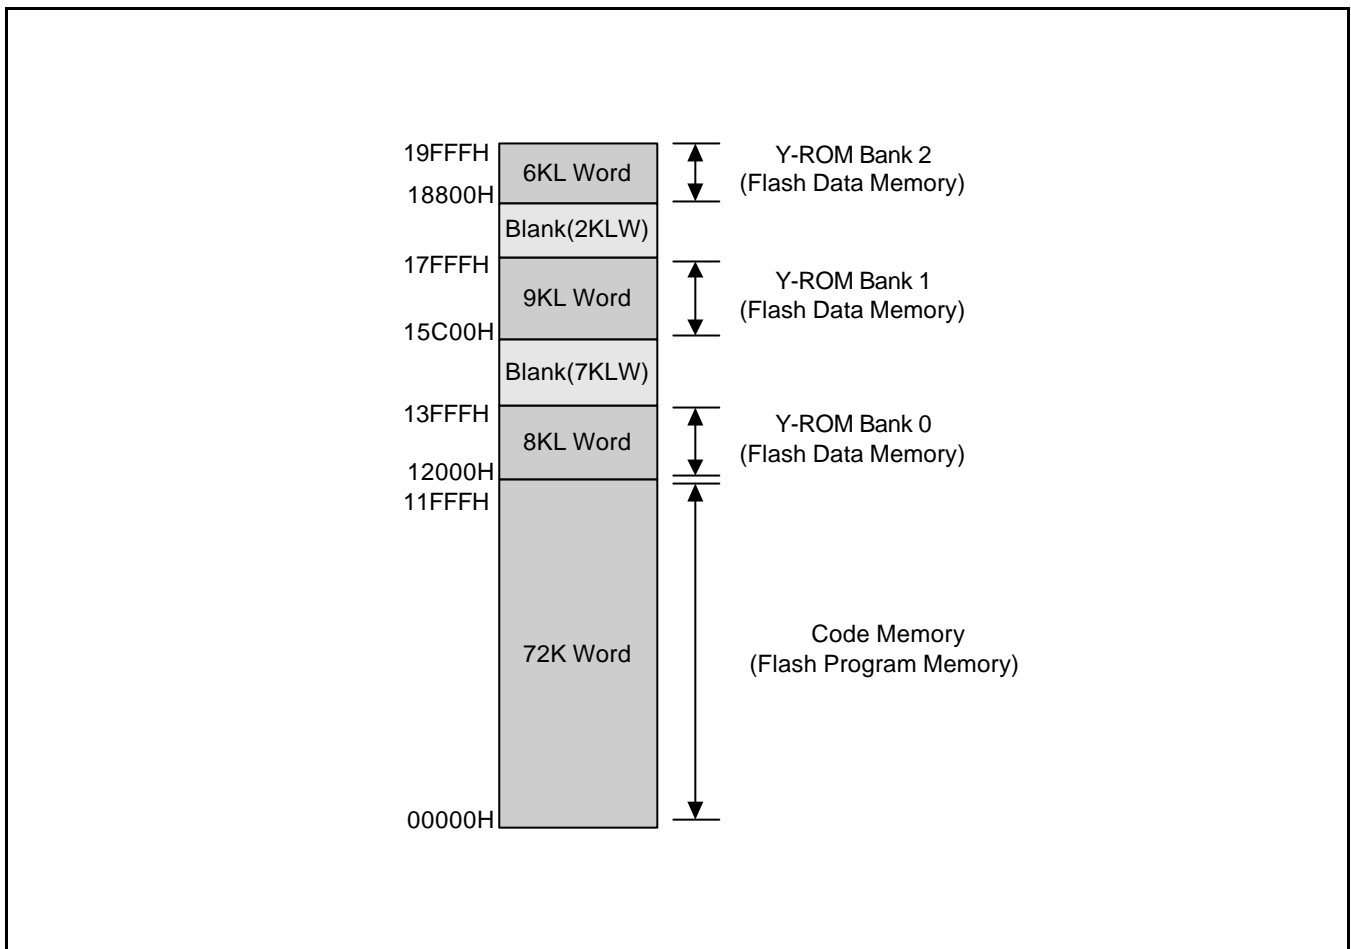 19FFFH
6KL Word
Y-ROM Bank 2
(Flash Data Memory)
18800H
Blank(2KLW)
17FFFH
9KL Word
Y-ROM Bank 1
(Flash Data Memory)
15C00H
Blank(7KLW)
13FFFH
8KL Word
Y-ROM Bank 0
(Flash Data Memory)
12000H
11FFFH
72K Word
Code Memory
(Flash Program Memory)
00000H